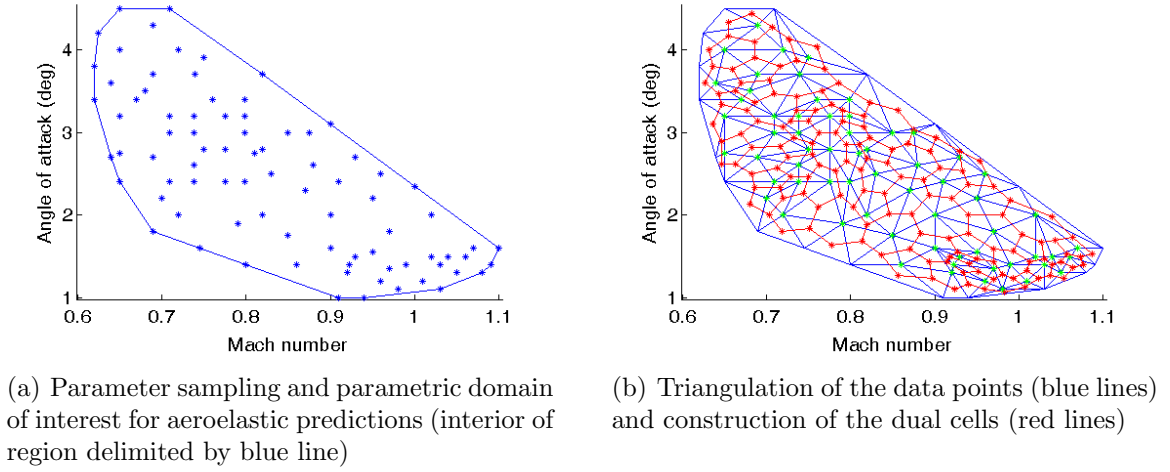 4
3
2
1
0.6
0.7
0.8
0.9
1
1.1
Angle of attack (deg)
Mach number
4
3
2
1
0.6
0.7
0.8
0.9
1
1.1
Angle of attack (deg)
Mach number
(a) Parameter sampling and parametric domain
of interest for aeroelastic predictions (interior of
region delimited by blue line)
(b) Triangulation of the data points (blue lines)
and construction of the dual cells (red lines)